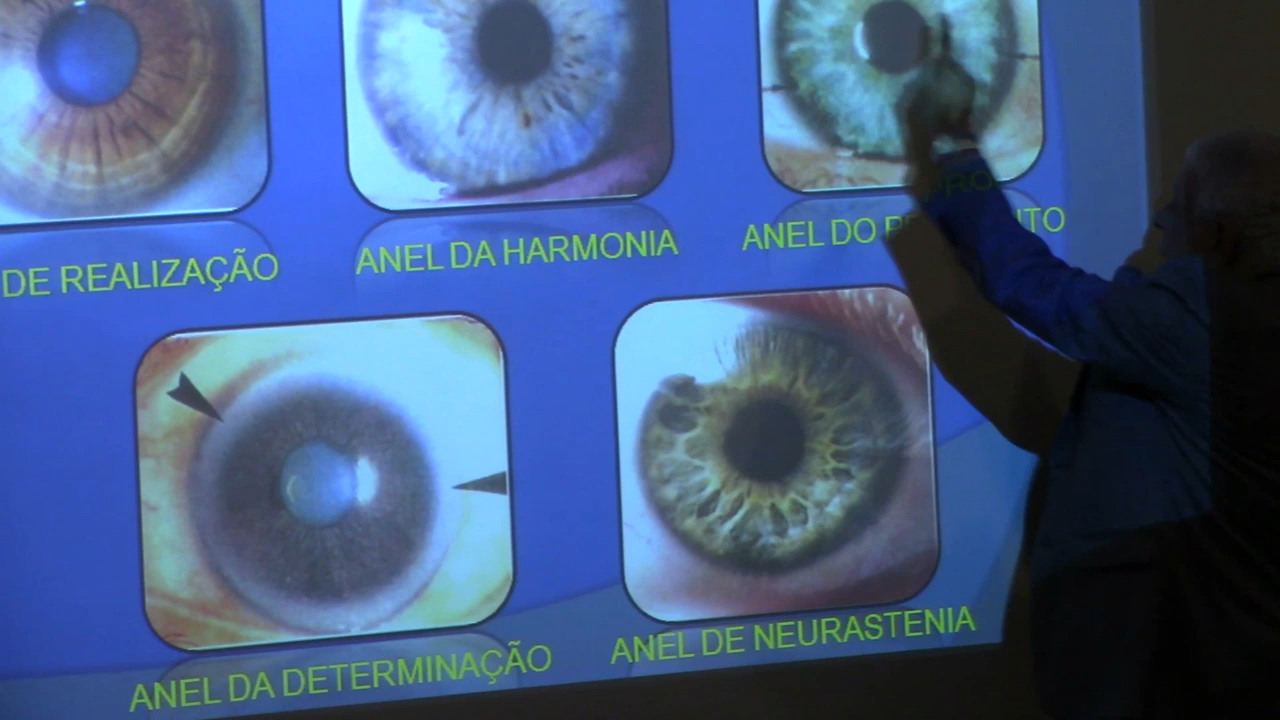 DE REALIZAÇÃO
ANEL DA HARMONIA
ANEL DO
ANEL DA DETERMINAÇÃO
ANEL DE NEURASTENIA